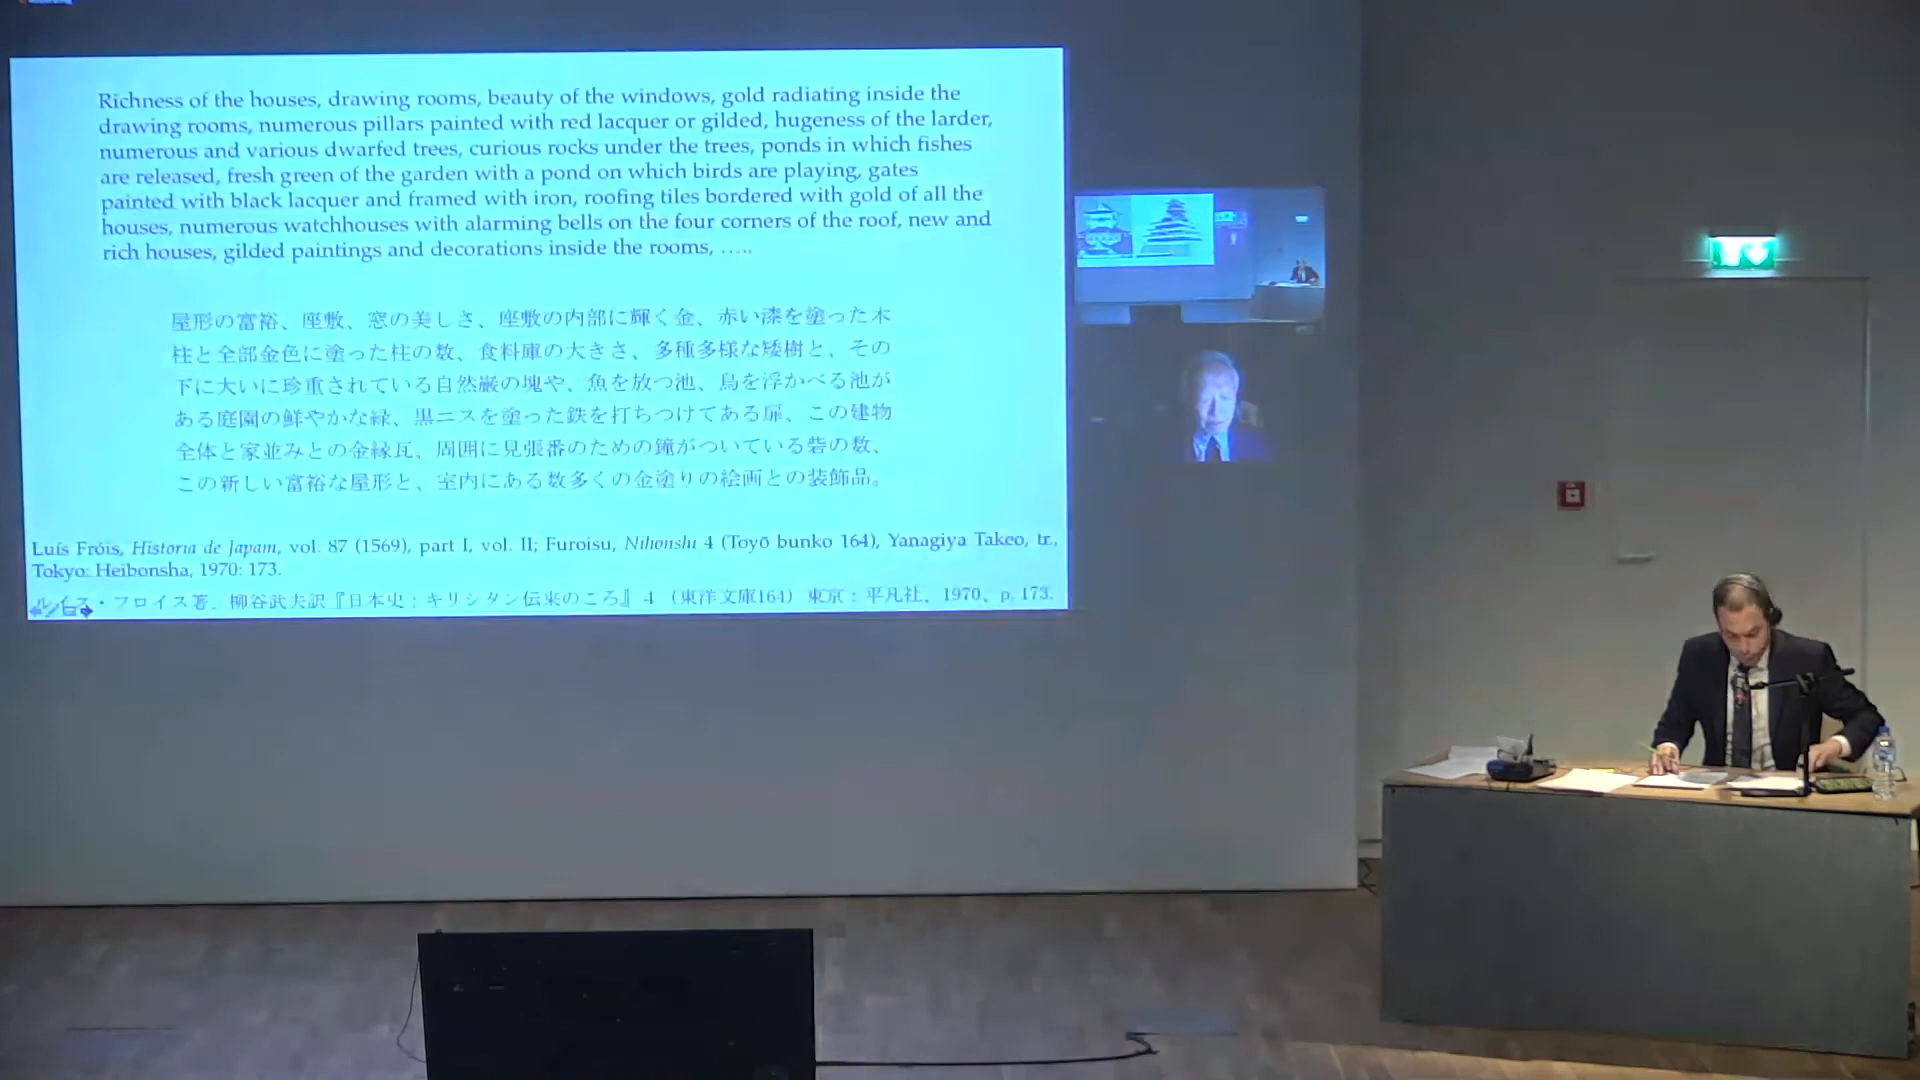 Richness of the houses, drawing rooms, beauty of the windows, gold radiating inside the
drawing rooms, numerous pillars painted with red lacquer or gilded, hugeness of the larder,
numerous and various dwarfed trees, curious rocks under the trees, ponds in which fishes
are released, fresh green of the garden with a pond on which birds are playing, gates
painted with black lacquer and framed with iron, roofing tiles bordered with gold of all the
houses, numerous watchhouses with alarming bells on the four corners of the roof, new and
rich houses, gilded paintings and decorations inside the rooms, …..
屋形の富裕、座敷、窓の美しさ、座敷の内部に輝く金、赤い漆を塗った木
柱と全部金色に塗った柱の数、食料庫の大きさ、多種多様な矮樹と、その
下に大いに珍重されている自然巌の塊や、魚を放つ池、鳥を浮かべる池が
ある庭園の鮮やかな緑、黒ニスを塗った鉄を打ちつけてある扉、この建物
全体と家並みとの金縁瓦、周囲に見張番のための鐘がついている砦の数、
この新しい富裕な屋形と、室内にある数多くの金塗りの絵画との装飾品。
Luís Fróis, Historia de Japam, vol. 87 (1569), part I, vol. II; Furoisu, Nihonshi 4 (Toyō bunko 164), Yanagiya Takeo, tr.,
Tokyo: Heibonsha, 1970: 173.
ルイス・フロイス著、柳谷武夫訳『日本史：キリシタン伝来のころ』4 （東洋文庫164）東京：平凡社、1970、p. 173.